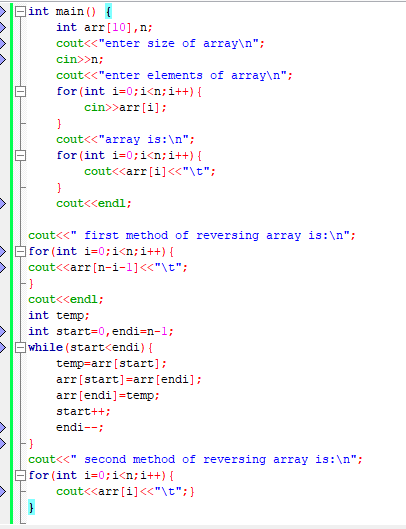 int main() {
    int arr[10],n;
    cout<<"enter size of array\n";
    cin>>n;
    cout<<"enter elements of array\n";
    for(int i=0;i<n;i++){
        cin>>arr[i];
    }
    cout<<"array is:\n";
    for(int i=0;i<n;i++){
        cout<<arr[i]<<"\t";
    }
    cout<<endl;

cout<<" first method of reversing array is:\n";
for(int i=0;i<n;i++){
cout<<arr[n-i-1]<<"\t";
}
cout<<endl;
int temp;
int start=0,endi=n-1;
while(start<endi){
    temp=arr[start];
    arr[start]=arr[endi];
    arr[endi]=temp;
    start++;
    endi--;
}
cout<<" second method of reversing array is:\n";
for(int i=0;i<n;i++){
    cout<<arr[i]<<"\t";}
}